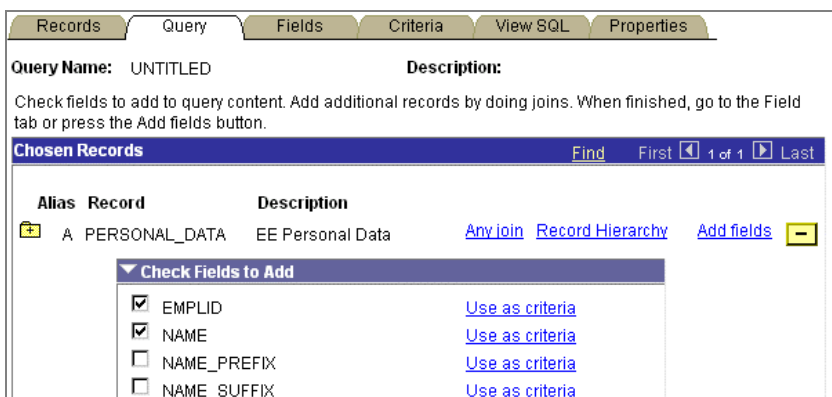 Records Query Fields Criteria View SQL Properties
Query Name: UNTITLED Description:
Check fields to add to query content. Add additional records by doing joins. When finished, go to the Field
tab or press the Add fields button.
Chosen Records Find First 1 of 1 Last
Alias Record Description
A PERSONAL_DATA EE Personal Data Any join Record Hierarchy Add fields
Check Fields to Add
EMPLID Use as criteria
NAME Use as criteria
NAME_PREFIX Use as criteria
NAME_SUFFIX Use as criteria